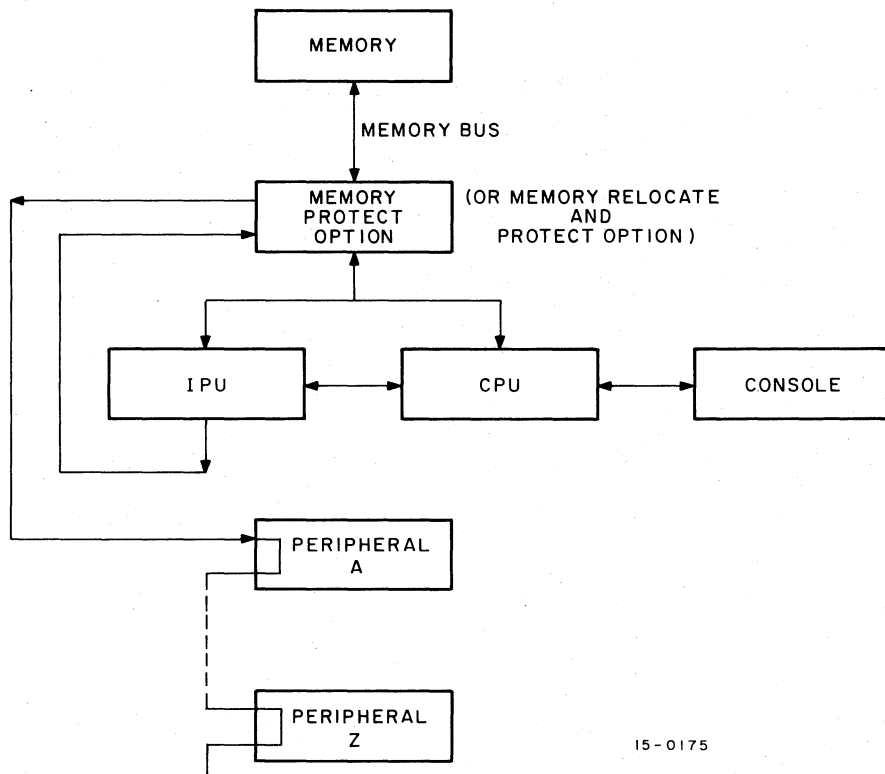 MEMORY
MEMORY BUS
MEMORY
PROTECT
OPTION
(OR MEMORY RELOCATE
AND
PROTECT OPTION)
IPU
CPU
CONSOLE
PERIPHERAL
A
PERIPHERAL
Z
15-0175